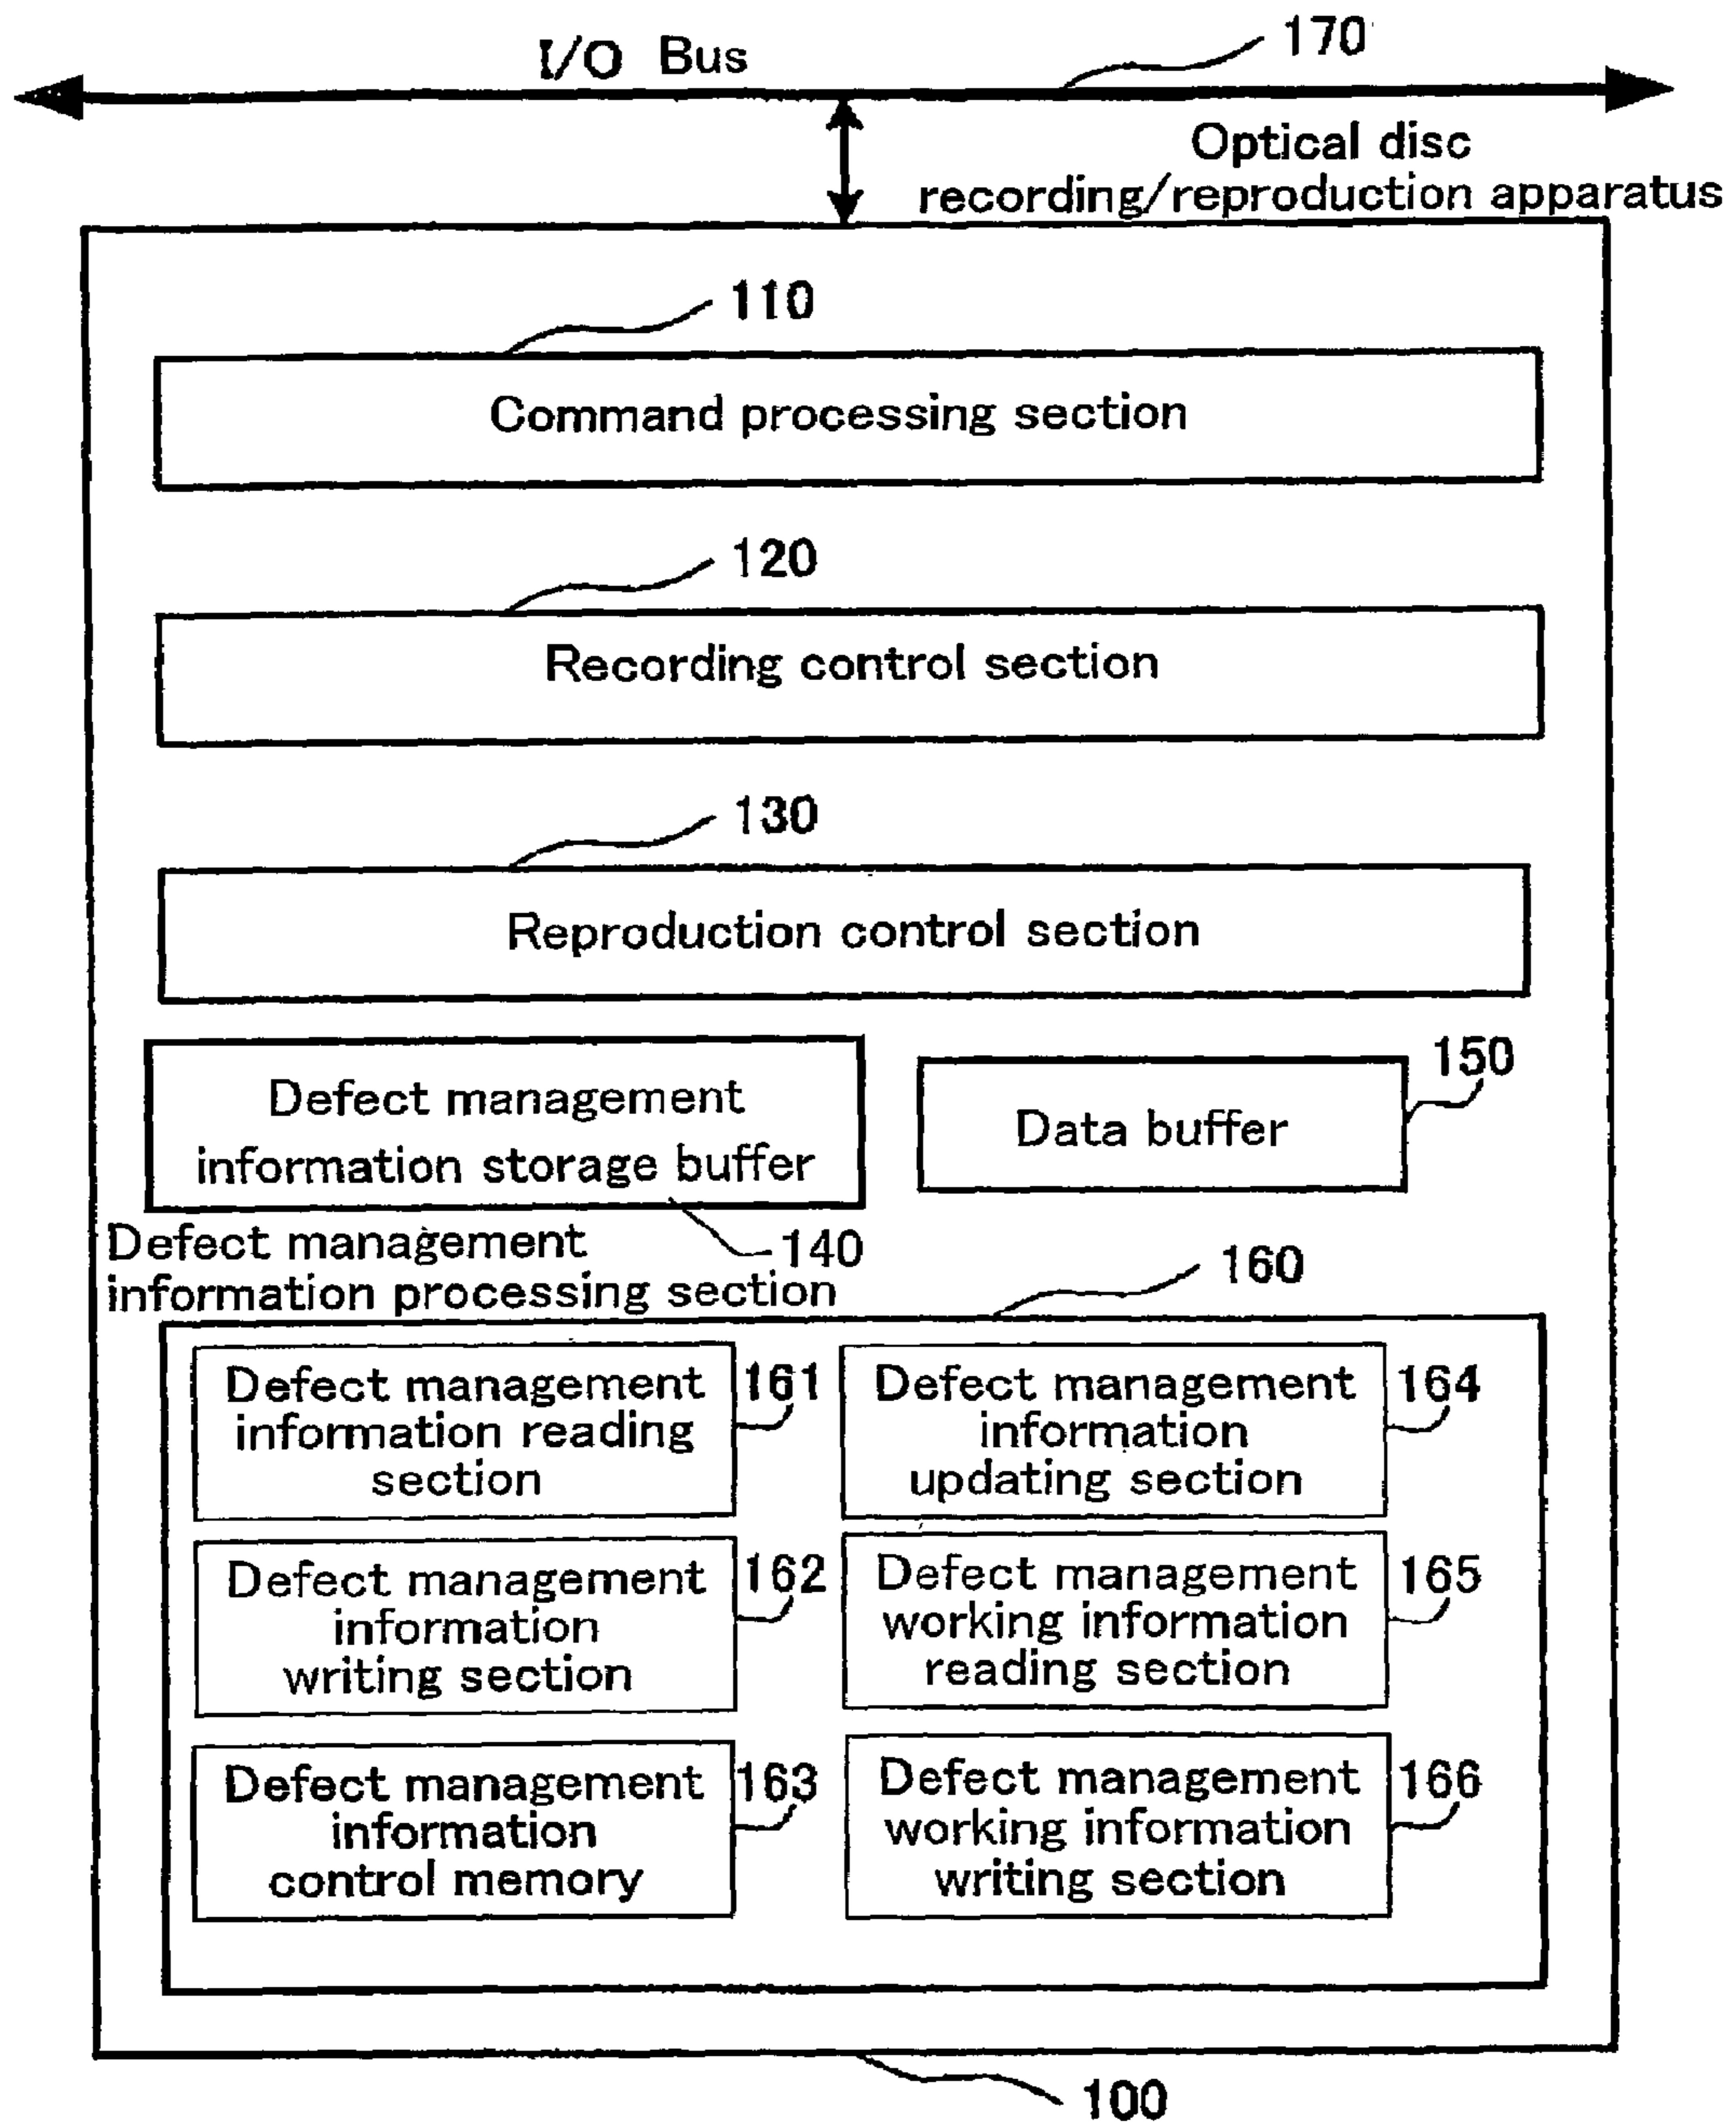 I/O Bus
170
Optical disc
recording/reproduction apparatus
110
Command processing section
120
Recording control section
130
Reproduction control section
Defect management
information storage buffer
140
150
Data buffer
Defect management
information processing section
160
Defect management
information reading
section
161
Defect management
information
updating section
164
Defect management
information
writing section
162
Defect management
working information
reading section
165
Defect management
information
control memory
163
Defect management
working information
writing section
166
100